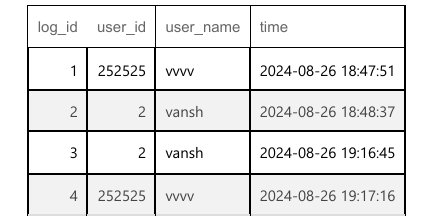 log_id user_id user_name time
1 252525 vvvv 2024-08-26 18:47:51
2 2 vansh 2024-08-26 18:48:37
3 2 vansh 2024-08-26 19:16:45
4 252525 vvvv 2024-08-26 19:17:16